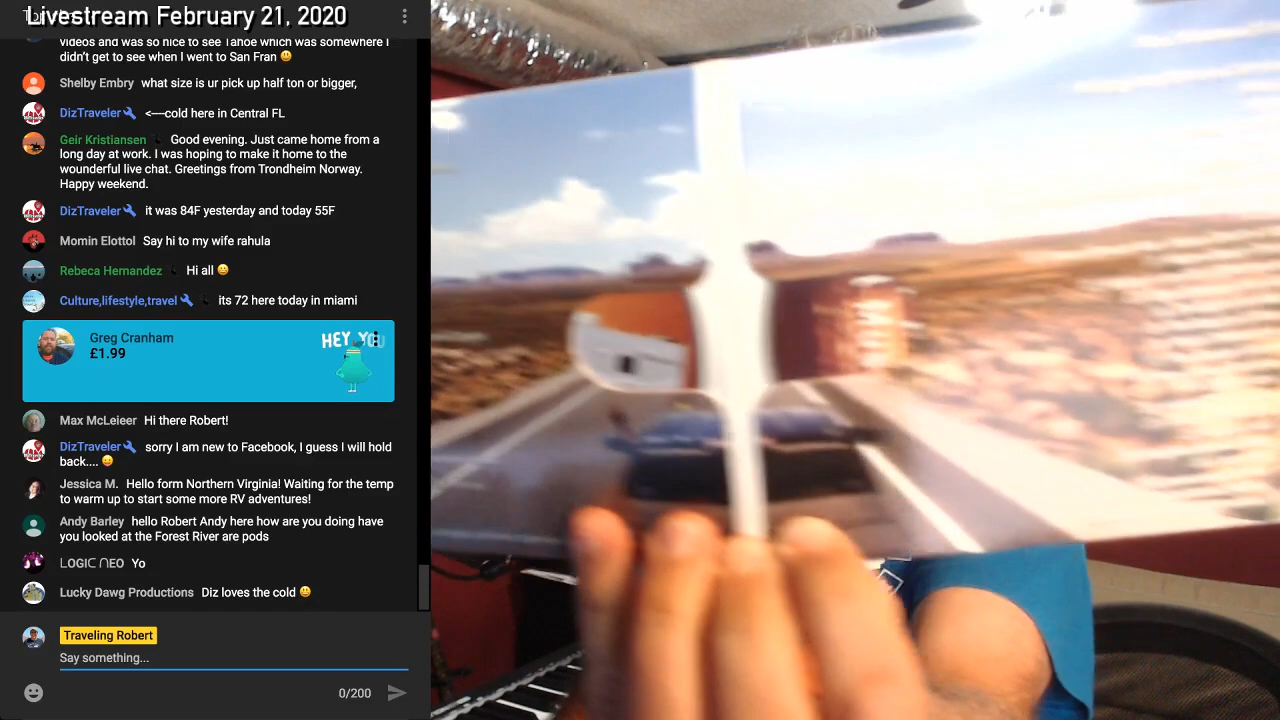 Livestream February 21, 2020
videos and was so nice to see Tahoe which was somewhere I
didn't get to see when I went to San Fran 😃
Shelby Embry what size is ur pick up half ton or bigger,
DizTraveler <----cold here in Central FL
Geir Kristiansen Good evening. Just came home from a
long day at work. I was hoping to make it home to the
wounderful live chat. Greetings from Trondheim Norway.
Happy weekend.
DizTraveler it was 84F yesterday and today 55F
Momin Elottol Say hi to my wife rahula
Rebeca Hernandez Hi all 😀
Culture,lifestyle,travel its 72 here today in miami
Greg Cranham
£1.99
HEY YOU
Max McLeieer Hi there Robert!
DizTraveler sorry I am new to Facebook, I guess I will hold
back.... 😛
Jessica M. Hello form Northern Virginia! Waiting for the temp
to warm up to start some more RV adventures!
Andy Barley hello Robert Andy here how are you doing have
you looked at the Forest River are pods
LOGIC ՈEO Yo
Lucky Dawg Productions Diz loves the cold 😀
Traveling Robert
Say something...
0/200